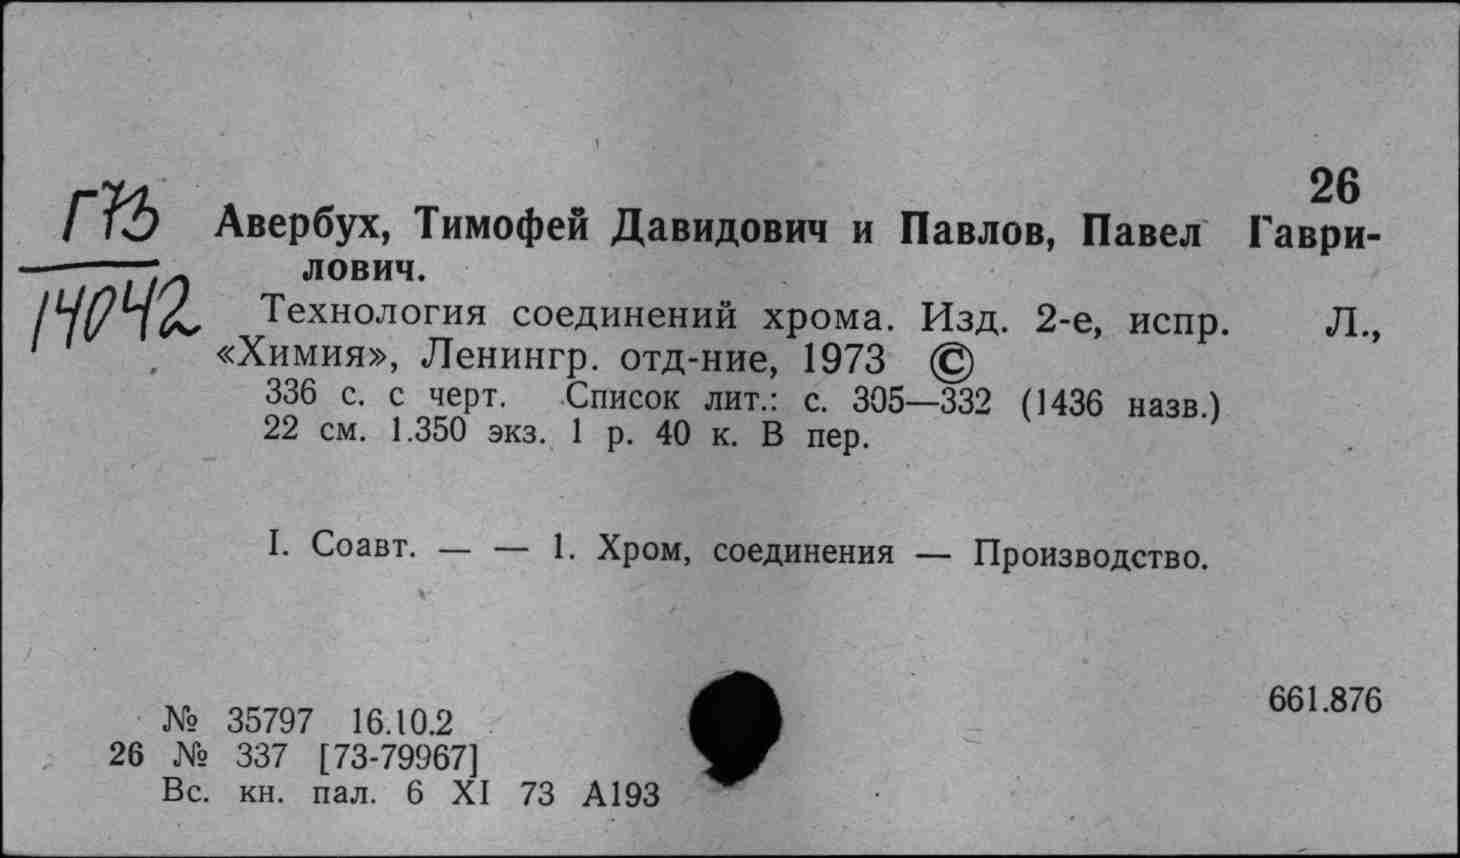 26
Авербух, Тимофей Давидович и Павлов, Павел Гаври-
лович.
14042
Технология соединений хрома. Изд. 2-е, испр. Л.,
«Химия», Ленингр. отд-ние, 1973 ©
336 с. с черт. Список лит.: с. 305—332 (1436 назв.)
22 см. 1.350 экз. 1 р. 40 к. В пер.
I. Соавт. — — 1. Хром, соединения — Производство.
661.876
№ 35797 16.10.2
26 № 337 [73-79967]
Вс. кн. пал. 6 XI 73 А193